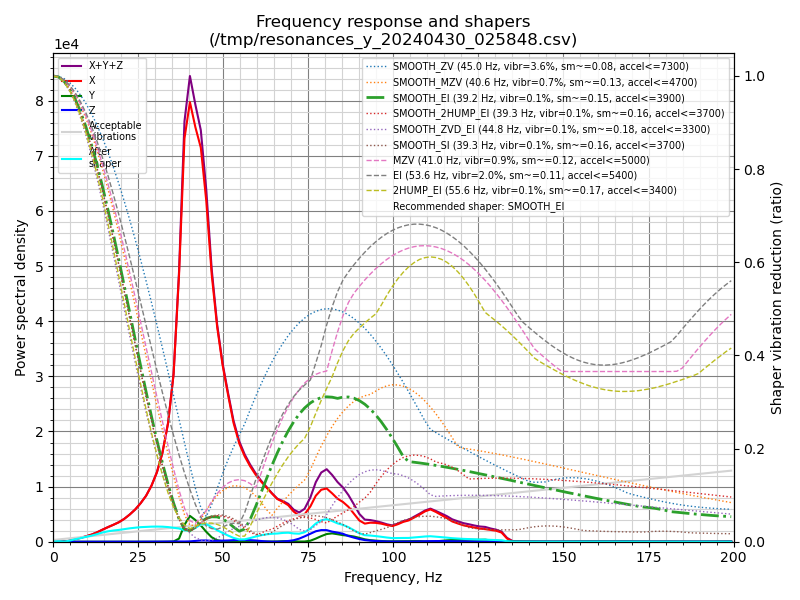 Frequency response and shapers
(/tmp/resonances_y_20240430_025848.csv)
1e4
X+Y+Z
X
Y
Z
Acceptable
vibrations
After
shaper
SMOOTH_ZV (45.0 Hz, vibr=3.6%, sm~=0.08, accel<=7300)
SMOOTH_MZV (40.6 Hz, vibr=0.7%, sm~=0.13, accel<=4700)
SMOOTH_EI (39.2 Hz, vibr=0.1%, sm~=0.15, accel<=3900)
SMOOTH_2HUMP_EI (39.3 Hz, vibr=0.1%, sm~=0.16, accel<=3700)
SMOOTH_ZVD_EI (44.8 Hz, vibr=0.1%, sm~=0.18, accel<=3300)
SMOOTH_SI (39.3 Hz, vibr=0.1%, sm~=0.16, accel<=3700)
MZV (41.0 Hz, vibr=0.9%, sm~=0.12, accel<=5000)
EI (53.6 Hz, vibr=2.0%, sm~=0.11, accel<=5400)
2HUMP_EI (55.6 Hz, vibr=0.1%, sm~=0.17, accel<=3400)
Recommended shaper: SMOOTH_EI
Power spectral density
8
7
6
5
4
3
2
1
0
Shaper vibration reduction (ratio)
1.0
0.8
0.6
0.4
0.2
0.0
0 25 50 75 100 125 150 175 200
Frequency, Hz